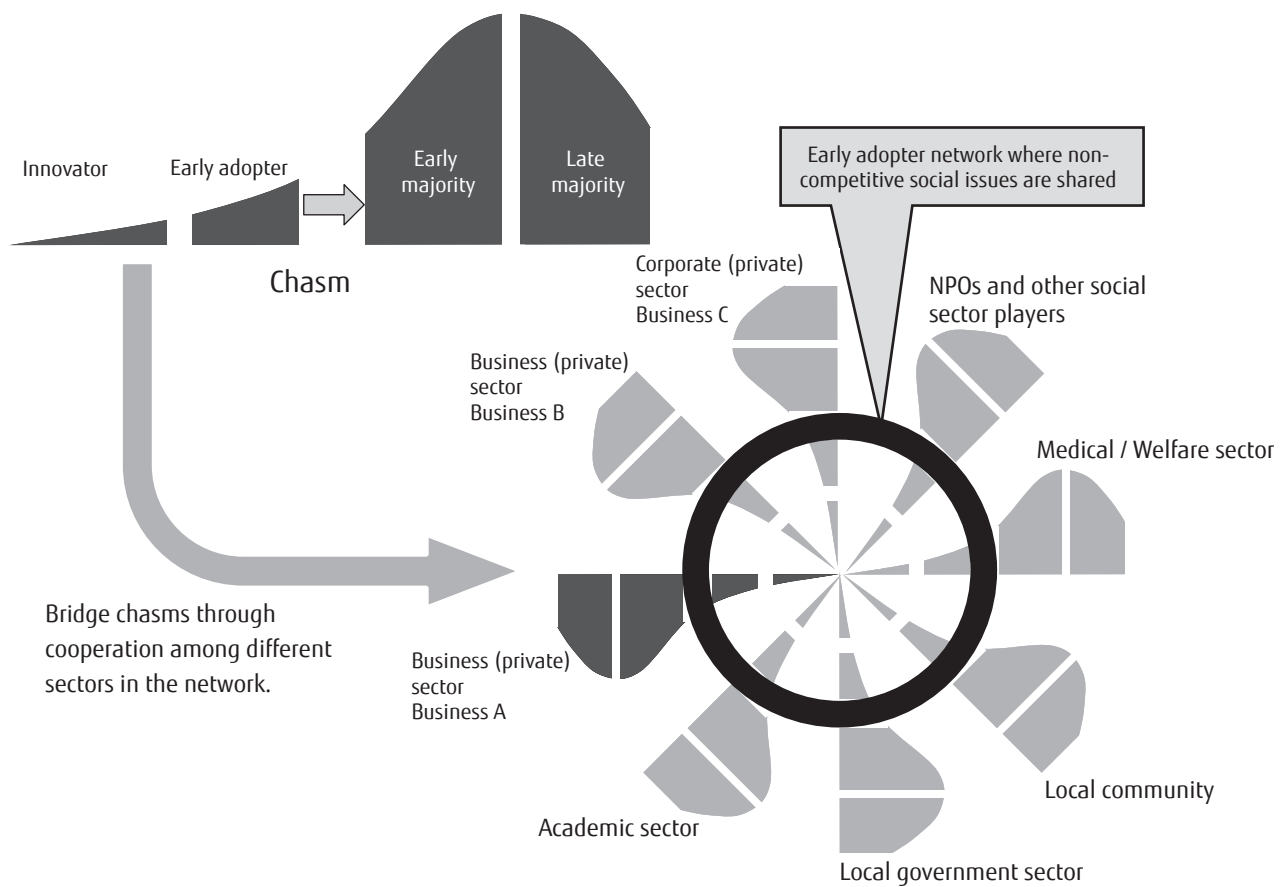 Innovator
Early adopter
Early
majority
Late
majority
Chasm
Early adopter network where non-
competitive social issues are shared
Corporate (private)
sector
Business C
NPOs and other social
sector players
Business (private)
sector
Business B
Medical / Welfare sector
Bridge chasms through
cooperation among different
sectors in the network.
Business (private)
sector
Business A
Local community
Academic sector
Local government sector